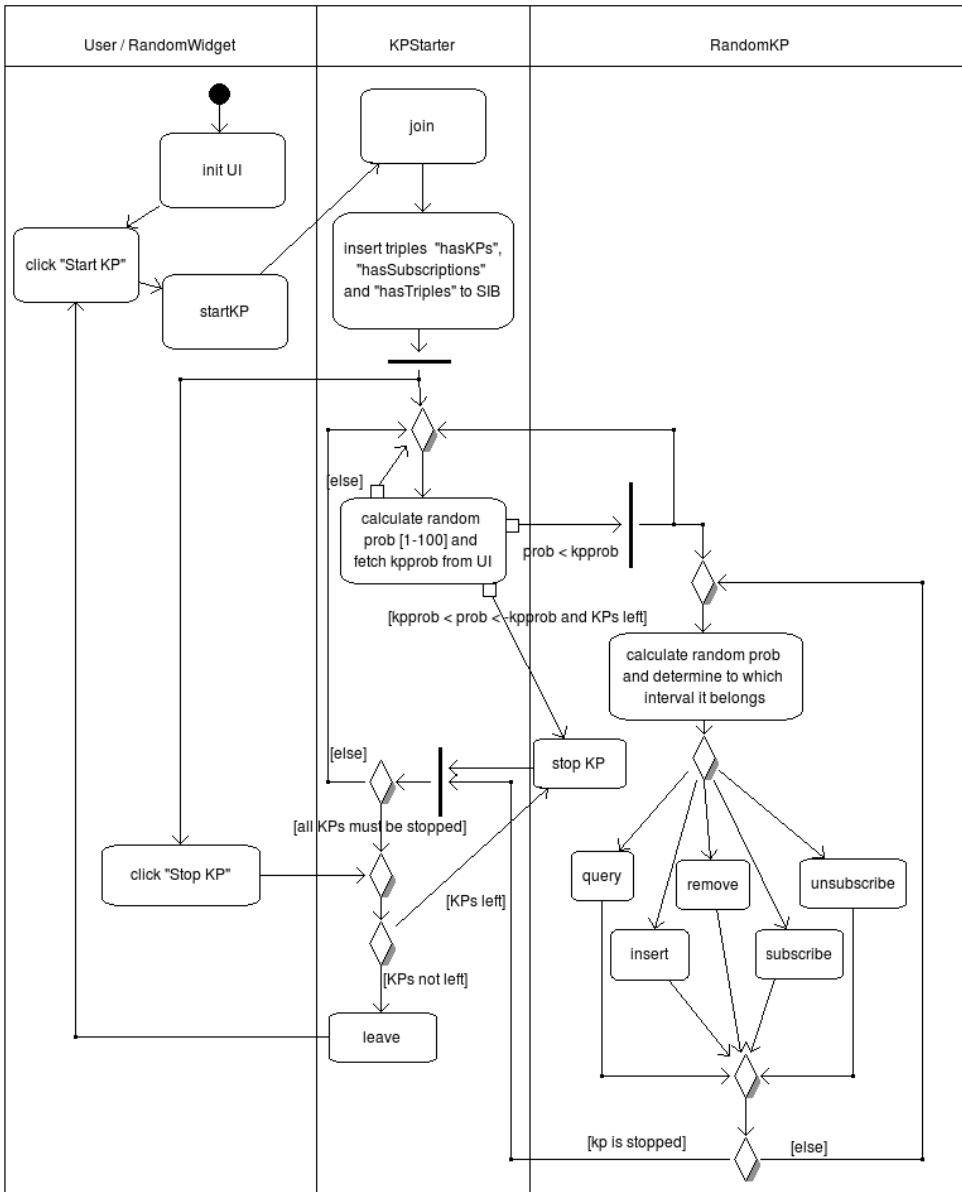 User / RandomWidget
KPStarter
RandomKP
join
init UI
insert triples "hasKPs",
"hasSubscriptions"
and "hasTriples" to SIB
click "Start KP"
startKP
[else]
calculate random
prob [1-100] and
fetch kpprob from UI
prob < kpprob
[kpprob < prob <-kpprob and KPs left]
calculate random prob
and determine to which
interval it belongs
[else]
stop KP
[all KPs must be stopped]
click "Stop KP"
[KPs left]
query
remove
unsubscribe
insert
subscribe
[KPs not left]
leave
[kp is stopped]
[else]